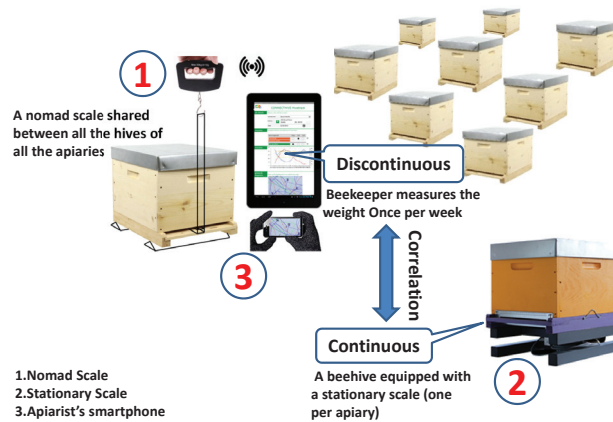 1
A nomad scale shared
between all the hives of
all the apiaries
Discontinuous
Beekeeper measures the
weight Once per week
3
Correlation
Continuous
A beehive equipped with
a stationary scale (one
per apiary)
2
1.Nomad Scale
2.Stationary Scale
3.Apiarist's smartphone